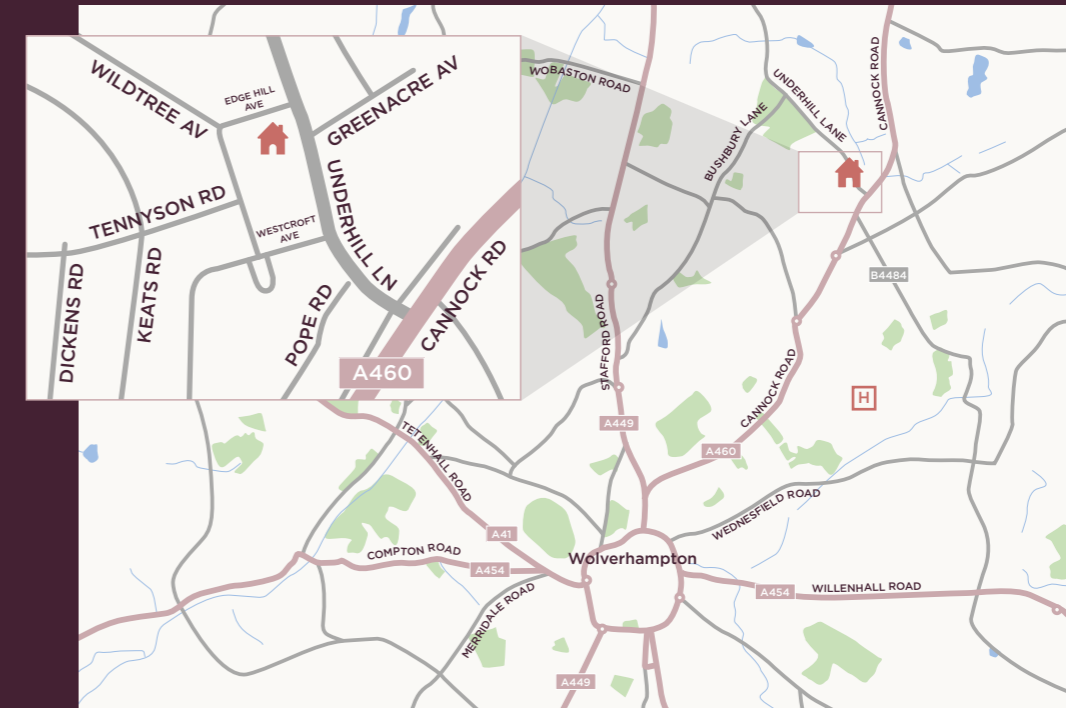 WILDTREE AV
EDGE HILL
AVE
GREENACRE AV
UNDERHILL LN
TENNYSON RD
WESTCROFT
AVE
DICKENS RD
KEATS RD
POPE RD
CANNOCK RD
A460
WOBASTON ROAD
BUSHBURY LANE
UNDERHILL LANE
CANNOCK ROAD
B4484
STAFFORD ROAD
CANNOCK ROAD
H
A449
A460
TETENHALL ROAD
WEDNESFIELD ROAD
A41
COMPTON ROAD
A454
Wolverhampton
A454
WILLENHALL ROAD
MERRIDALE ROAD
A449